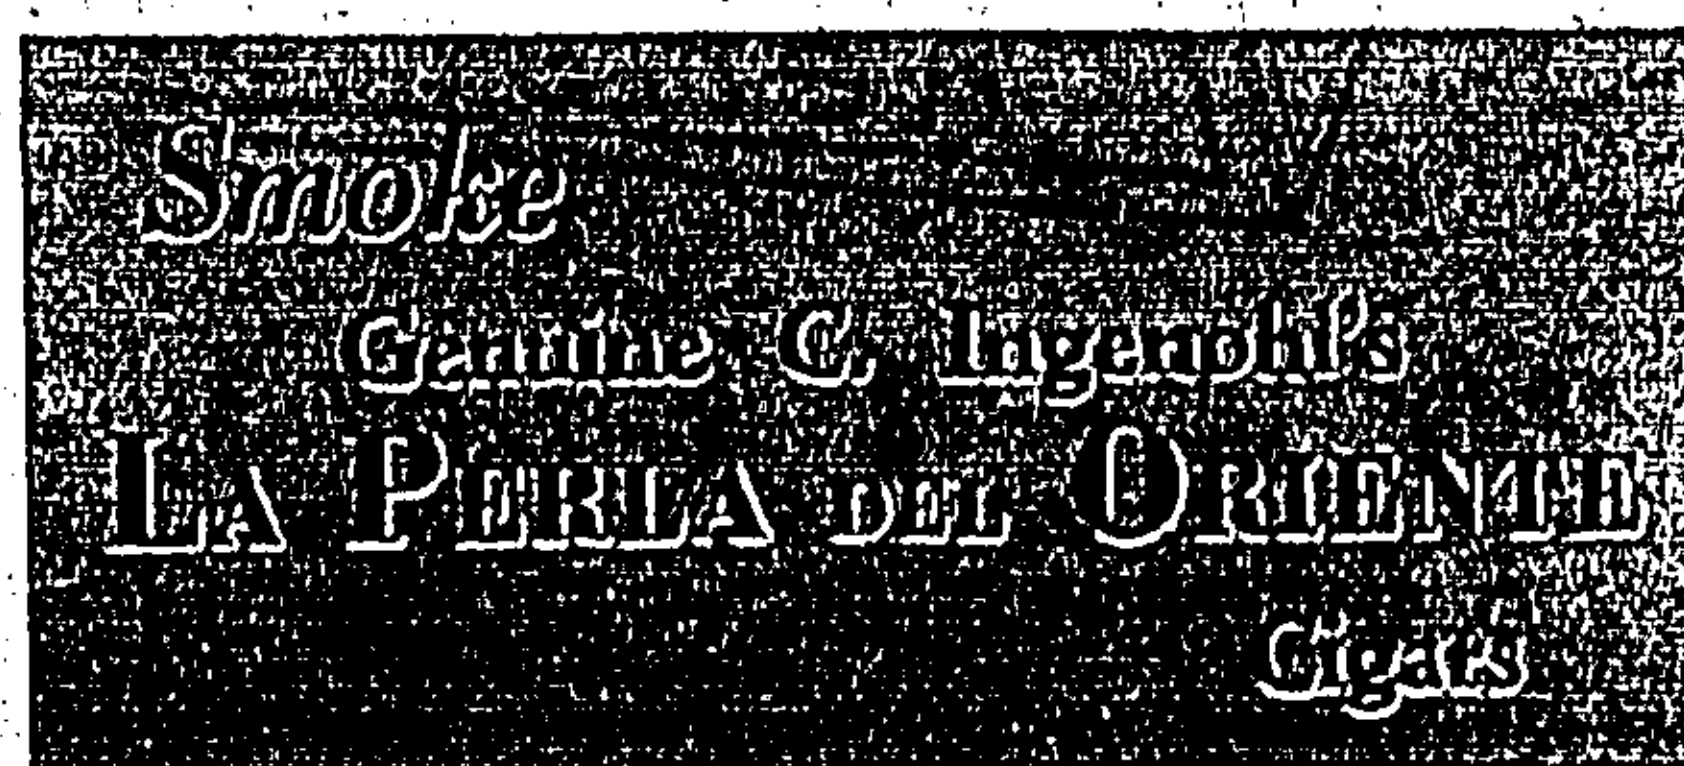 Smoke
Genuine C. Ingenohl's
LA PERLA DEL ORIENTE
Cigars